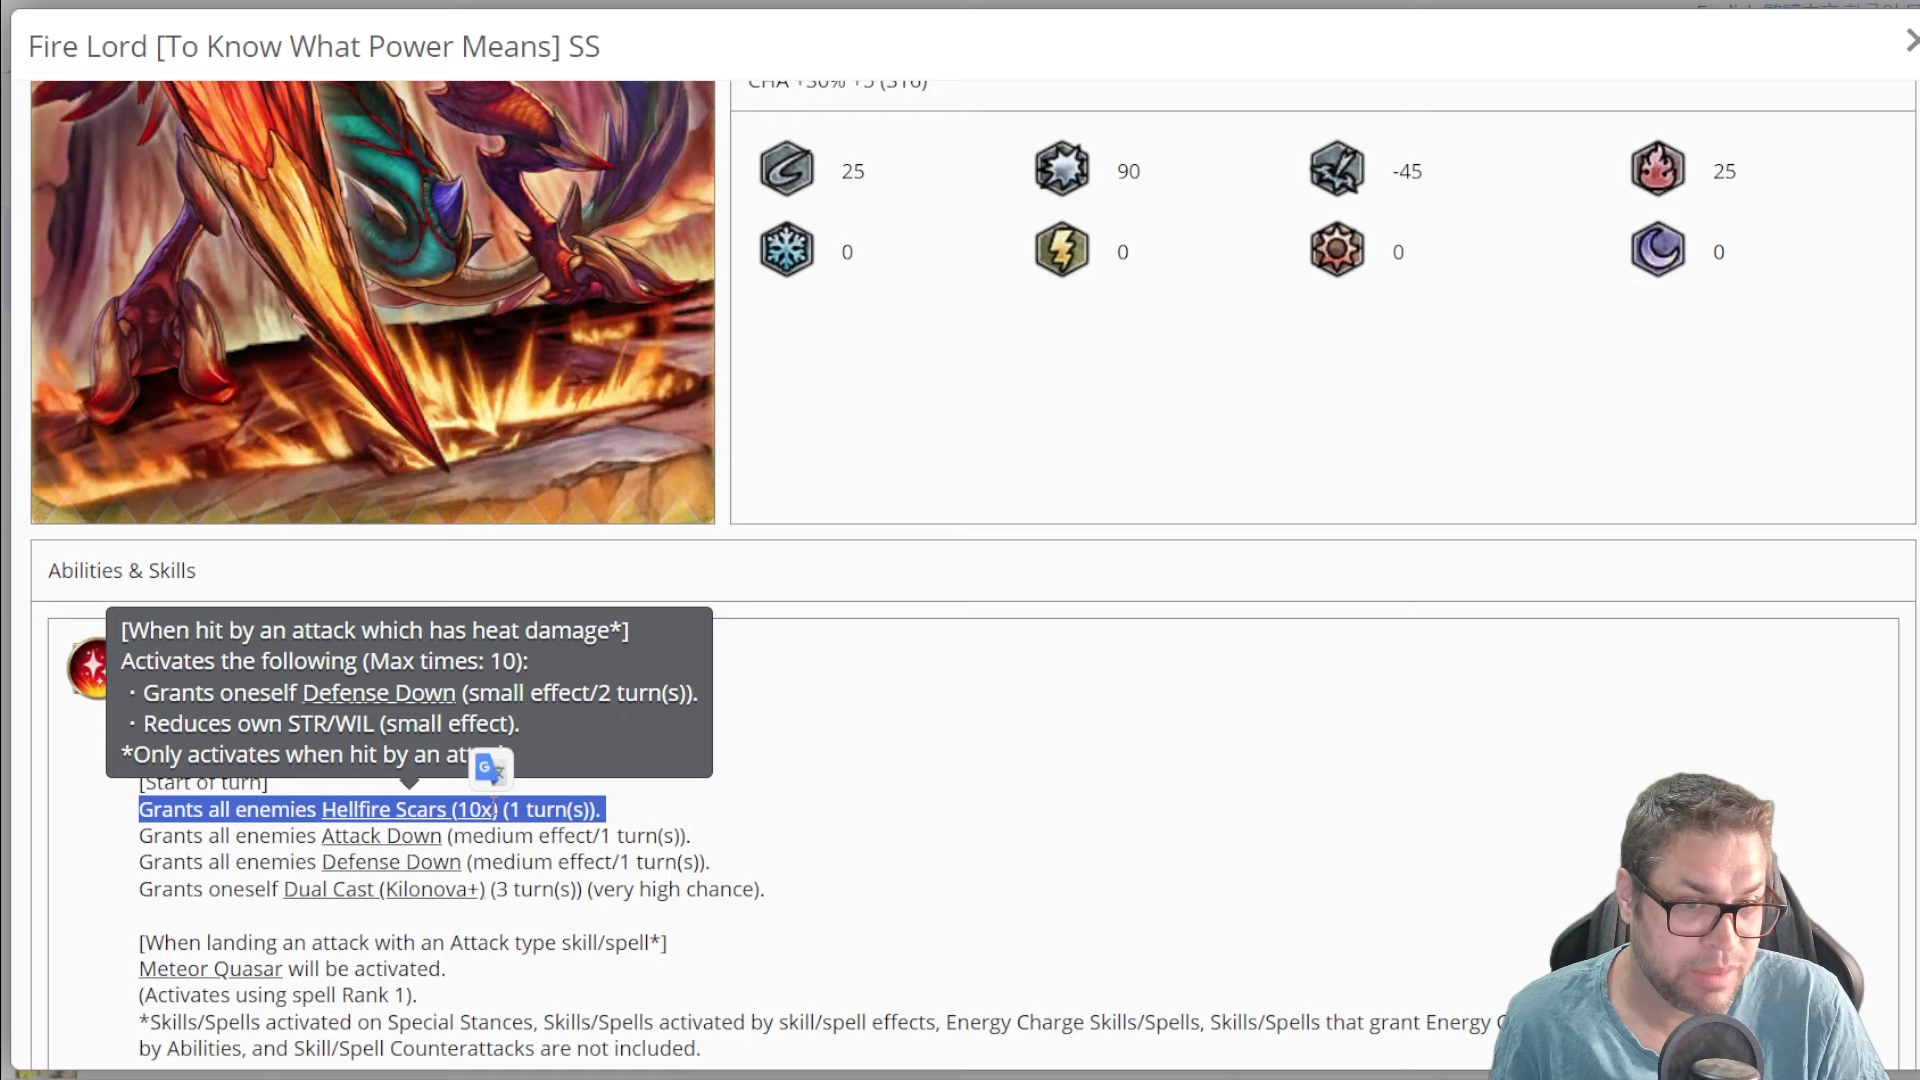 Fire Lord [To Know What Power Means] SS
CHA +30% +5 (316)
25 90 -45 25
0 0 0 0
Abilities & Skills
[When hit by an attack which has heat damage*]
Activates the following (Max times: 10):
・Grants oneself Defense Down (small effect/2 turn(s)).
・Reduces own STR/WIL (small effect).
*Only activates when hit by an
[Start of turn]
Grants all enemies Hellfire Scars (10x) (1 turn(s)).
Grants all enemies Attack Down (medium effect/1 turn(s)).
Grants all enemies Defense Down (medium effect/1 turn(s)).
Grants oneself Dual Cast (Kilonova+) (3 turn(s)) (very high chance).
[When landing an attack with an Attack type skill/spell*]
Meteor Quasar will be activated.
(Activates using spell Rank 1).
*Skills/Spells activated on Special Stances, Skills/Spells activated by skill/spell effects, Energy Charge Skills/Spells, Skills/Spells that grant Energy
by Abilities, and Skill/Spell Counterattacks are not included.